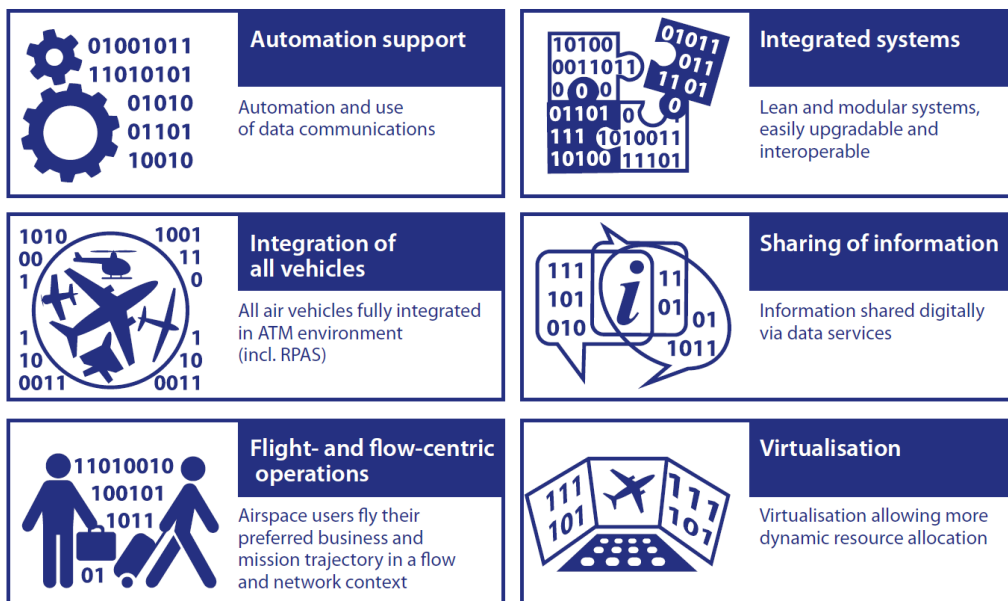 01001011
11010101
01010
01101
10010
Automation support
Automation and use
of data communications
10100
0011011
0 0 0
01101 0
111 1010011
10100 11101
01011
011
11 01
0
Integrated systems
Lean and modular systems,
easily upgradable and
interoperable
1010 1001
00 11
1 0
1 1
10 10
0011 0011
Integration of
all vehicles
All air vehicles fully integrated
in ATM environment
(incl. RPAS)
111
101
010
i
11
01
01
1011
Sharing of information
Information shared digitally
via data services
11010010
100101
1011
01
Flight- and flow-centric
operations
Airspace users fly their
preferred business and
mission trajectory in a flow
and network context
111
101
111
101
Virtualisation
Virtualisation allowing more
dynamic resource allocation